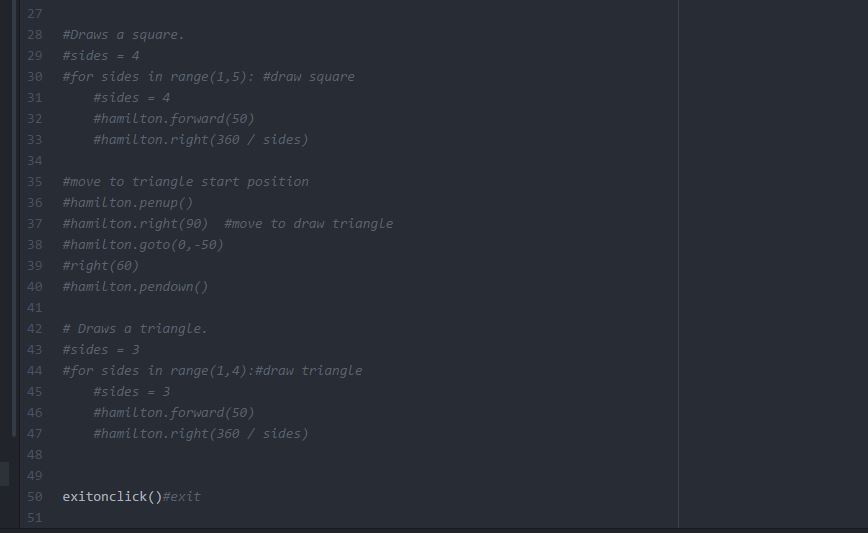 27
28 #Draws a square.
29 #sides = 4
30 #for sides in range(1,5): #draw square
31     #sides = 4
32     #hamilton.forward(50)
33     #hamilton.right(360 / sides)
34
35 #move to triangle start position
36 #hamilton.penup()
37 #hamilton.right(90)  #move to draw triangle
38 #hamilton.goto(0,-50)
39 #right(60)
40 #hamilton.pendown()
41
42 # Draws a triangle.
43 #sides = 3
44 #for sides in range(1,4):#draw triangle
45     #sides = 3
46     #hamilton.forward(50)
47     #hamilton.right(360 / sides)
48
49
50 exitonclick()#exit
51